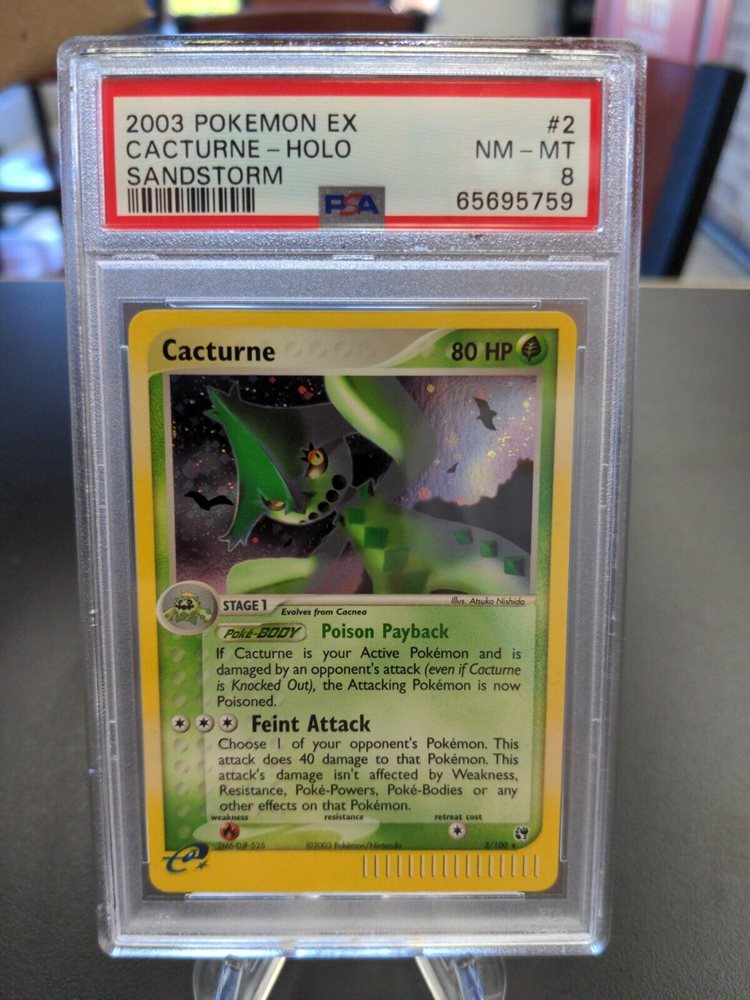 2003 POKEMON EX #2
CACTURNE-HOLO NM-MT
SANDSTORM 8
PSA 65695759
Cacturne 80 HP
Illus. Atsuko Nishida
STAGE 1 Evolves from Cacnea
Poké-BODY Poison Payback
If Cacturne is your Active Pokémon and is
damaged by an opponent's attack (even if Cacturne
is Knocked Out), the Attacking Pokémon is now
Poisoned.
Feint Attack
Choose 1 of your opponent's Pokémon. This
attack does 40 damage to that Pokémon. This
attack's damage isn't affected by Weakness,
Resistance, Poké-Powers, Poké-Bodies or any
other effects on that Pokémon.
weakness resistance retreat cost
©2003 Pokémon/Nintendo 2/100 ★